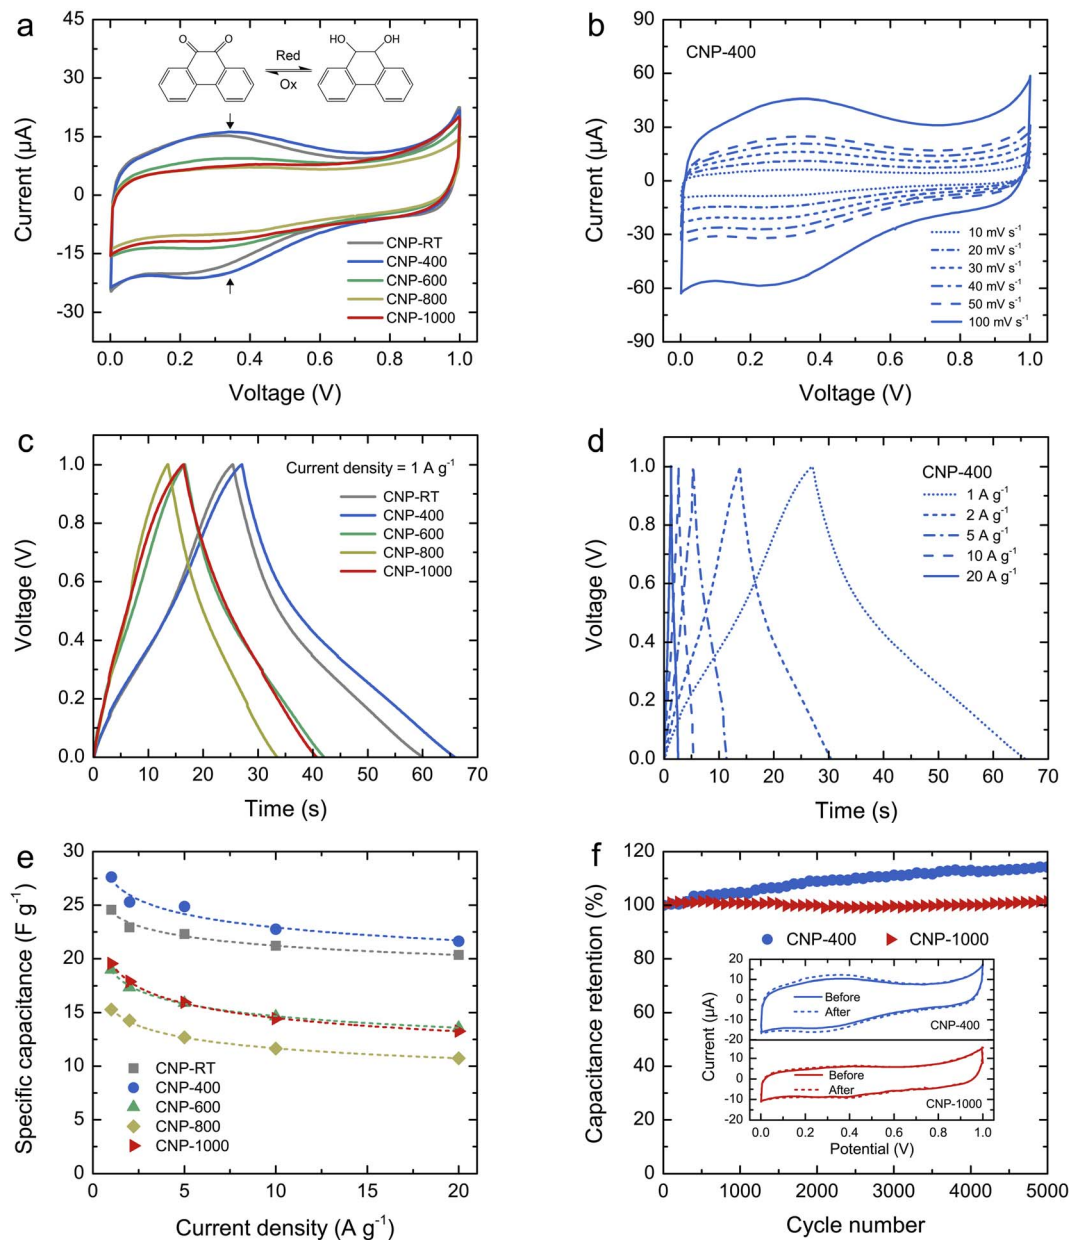 a
45
30
15
0
-15
-30
Current (µA)
O
O
Red
Ox
HO
OH
CNP-RT
CNP-400
CNP-600
CNP-800
CNP-1000
0.0 0.2 0.4 0.6 0.8 1.0
Voltage (V)
b
90
60
30
0
-30
-60
-90
Current (µA)
CNP-400
10 mV s⁻¹
20 mV s⁻¹
30 mV s⁻¹
40 mV s⁻¹
50 mV s⁻¹
100 mV s⁻¹
0.0 0.2 0.4 0.6 0.8 1.0
Voltage (V)
c
1.0
0.8
0.6
0.4
0.2
0.0
Voltage (V)
Current density = 1 A g⁻¹
CNP-RT
CNP-400
CNP-600
CNP-800
CNP-1000
0 10 20 30 40 50 60 70
Time (s)
d
1.0
0.8
0.6
0.4
0.2
0.0
Voltage (V)
CNP-400
1 A g⁻¹
2 A g⁻¹
5 A g⁻¹
10 A g⁻¹
20 A g⁻¹
0 10 20 30 40 50 60 70
Time (s)
e
30
25
20
15
10
5
0
Specific capacitance (F g⁻¹)
CNP-RT
CNP-400
CNP-600
CNP-800
CNP-1000
0 5 10 15 20
Current density (A g⁻¹)
f
120
100
80
60
40
20
0
Capacitance retention (%)
CNP-400 CNP-1000
20
10
0
-10
-20
Before
After
CNP-400
10
0
-10
-20
Before
After
CNP-1000
Current (µA)
0.0 0.2 0.4 0.6 0.8 1.0
Potential (V)
0 1000 2000 3000 4000 5000
Cycle number